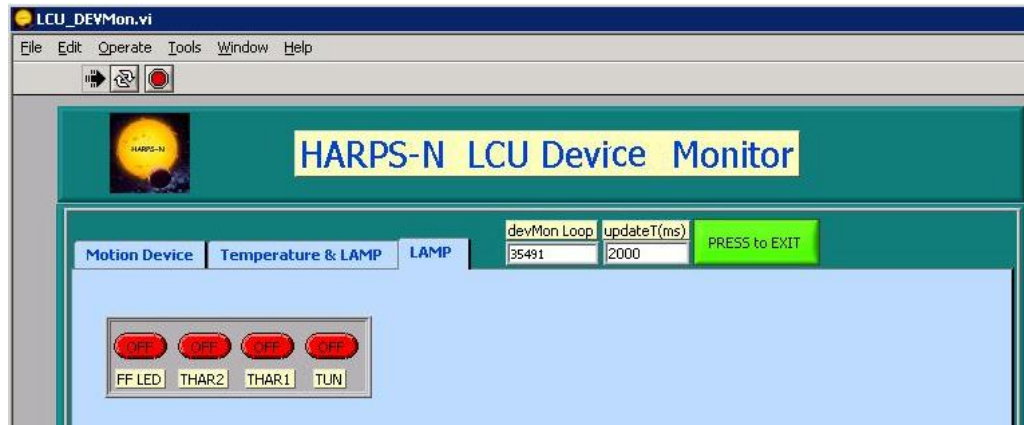 LCU_DEVMon.vi
File Edit Operate Tools Window Help
HARPS-N
HARPS-N LCU Device Monitor
devMon Loop updateT(ms)
35491 2000 PRESS to EXIT
Motion Device Temperature & LAMP LAMP
OFF OFF OFF OFF
FF LED THAR2 THAR1 TUN